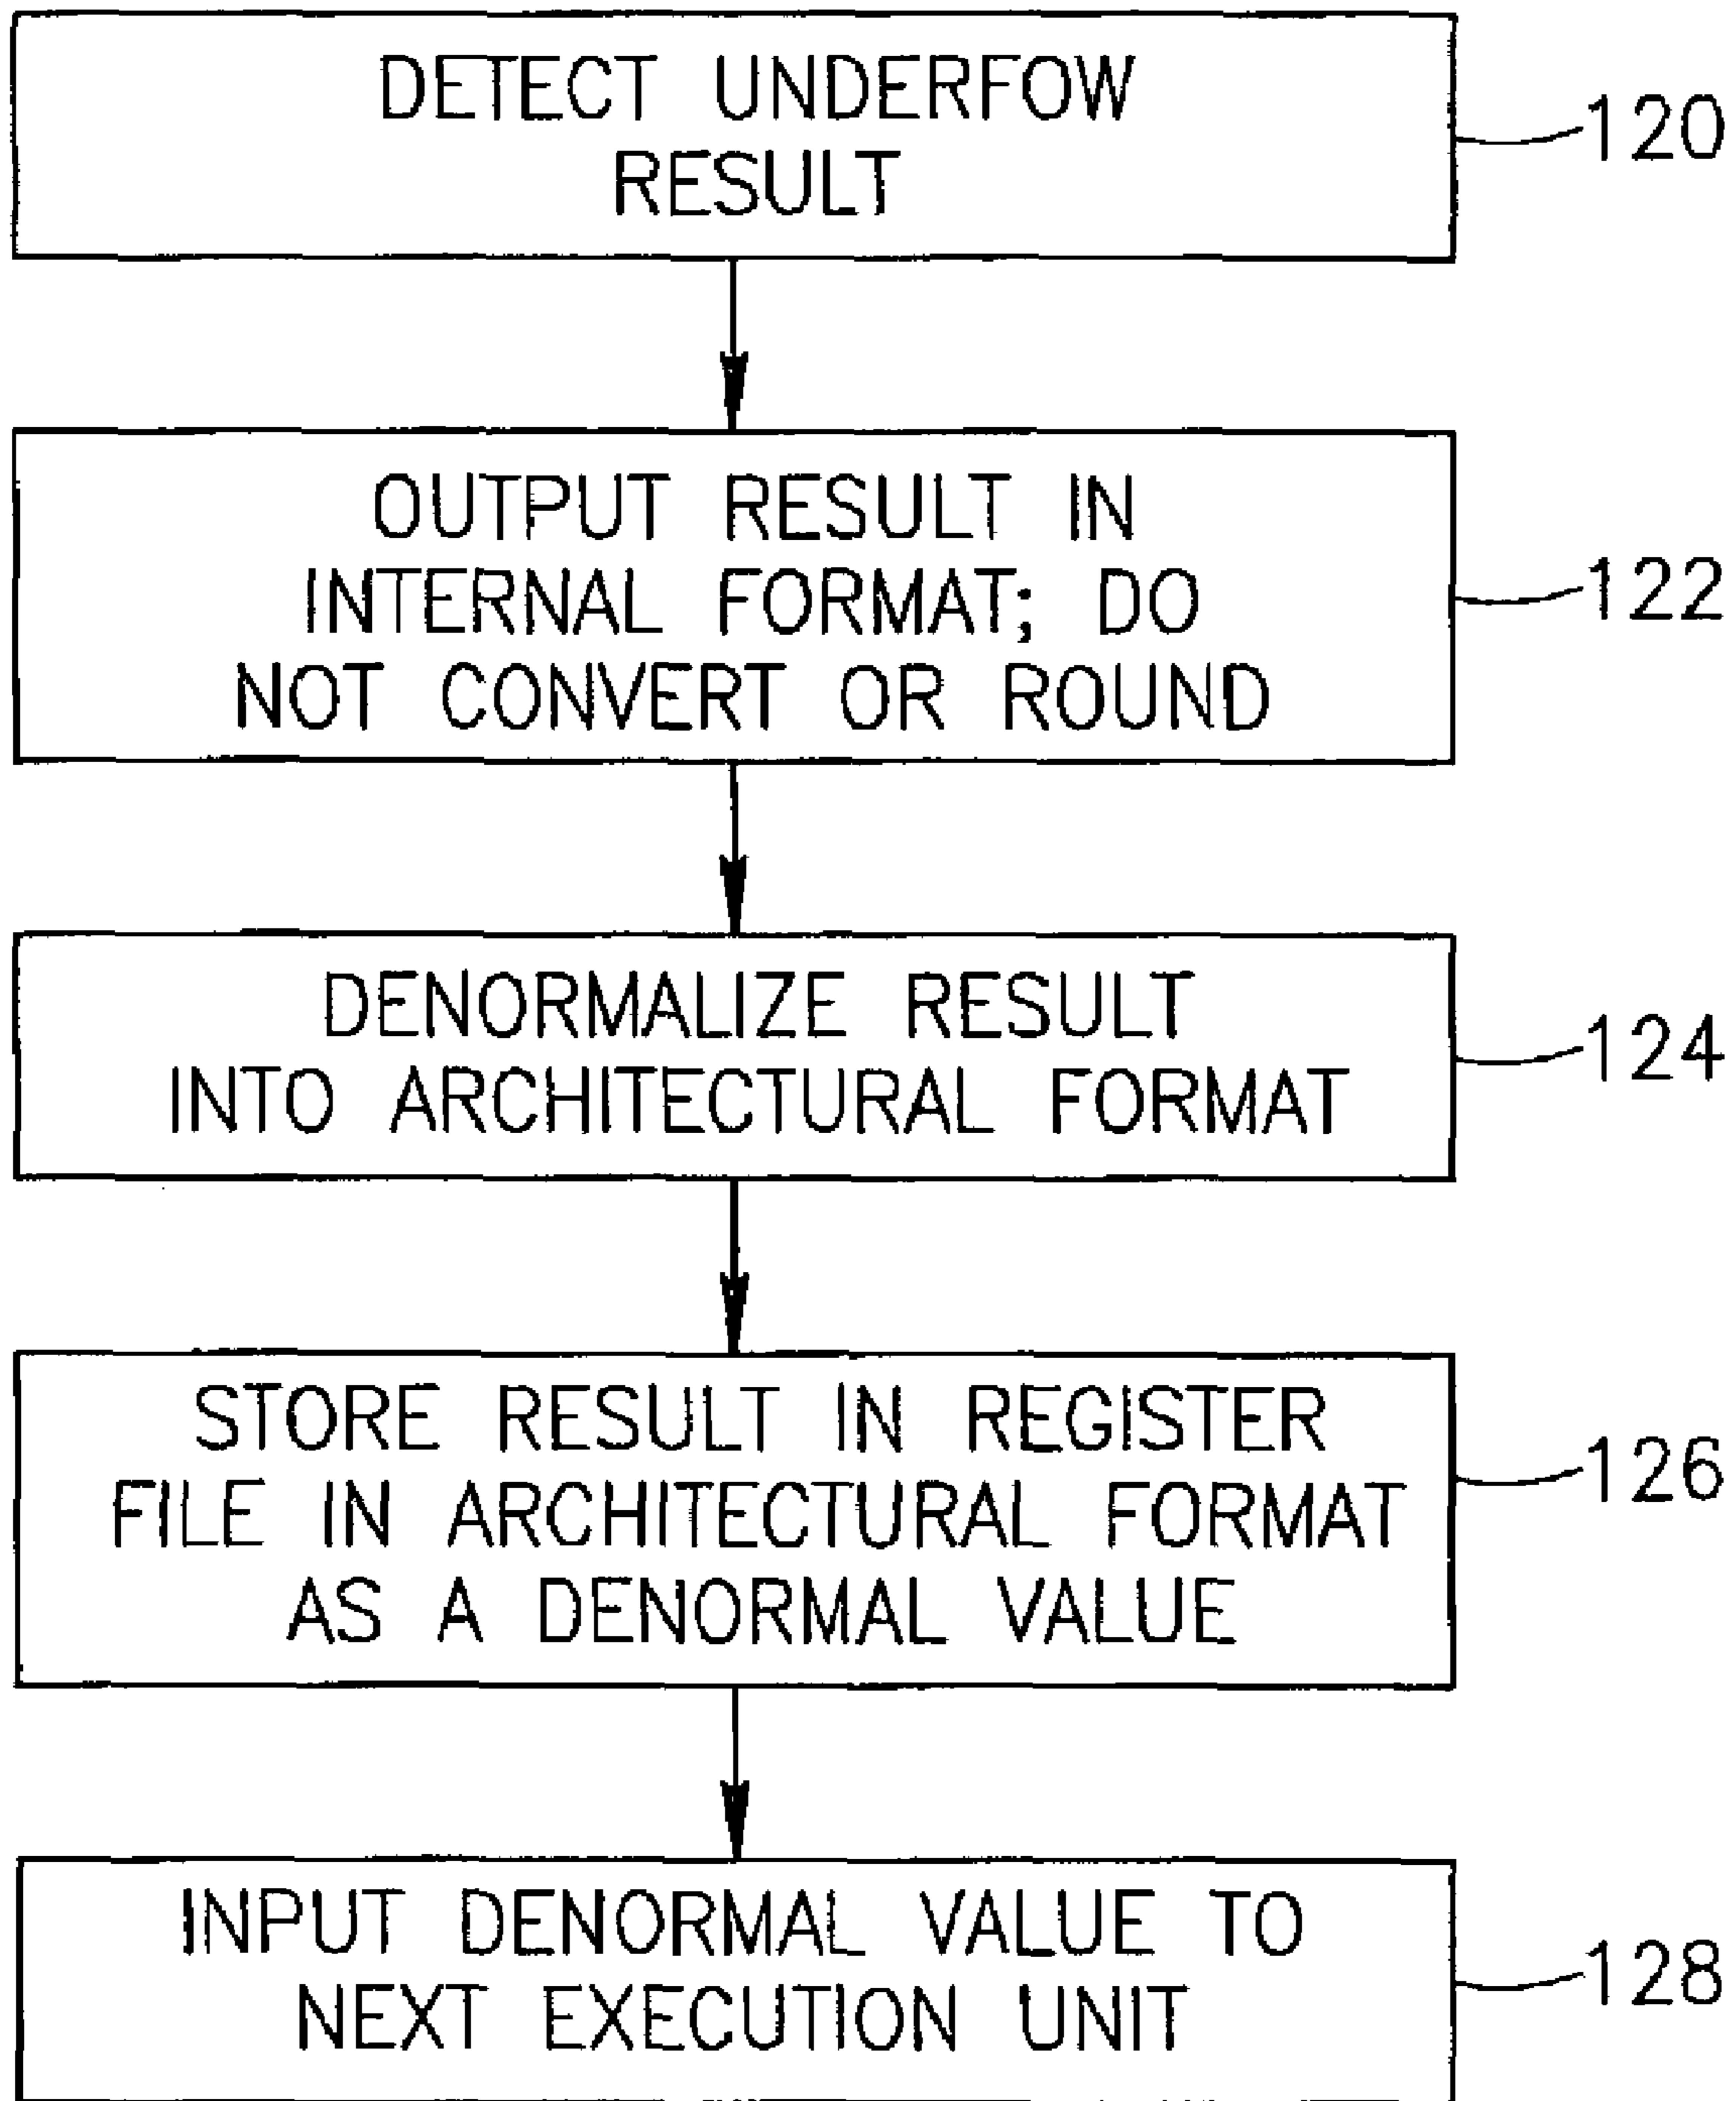 DETECT UNDERFOW
RESULT
120
OUTPUT RESULT IN
INTERNAL FORMAT; DO
NOT CONVERT OR ROUND
122
DENORMALIZE RESULT
INTO ARCHITECTURAL FORMAT
124
STORE RESULT IN REGISTER
FILE IN ARCHITECTURAL FORMAT
AS A DENORMAL VALUE
126
INPUT DENORMAL VALUE TO
NEXT EXECUTION UNIT
128